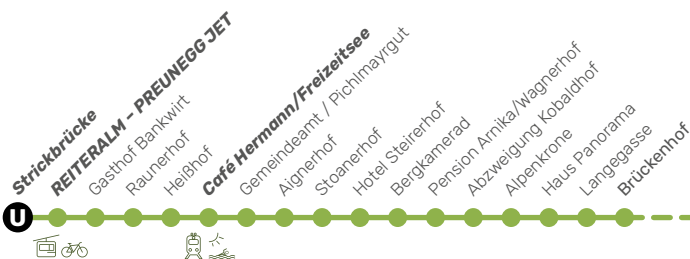 Strickbrücke
REITERALM – PREUNEGG JET
Gasthof Bankwirt
Raunerhof
Heißhof
Café Hermann/Freizeitsee
Gemeindeamt / Pichlmayrgut
Aignerhof
Stoanerhof
Hotel Steirerhof
Bergkamerad
Pension Arnika/Wagnerhof
Abzweigung Kobaldhof
Alpenkrone
Haus Panorama
Langegasse
Brückenhof
U